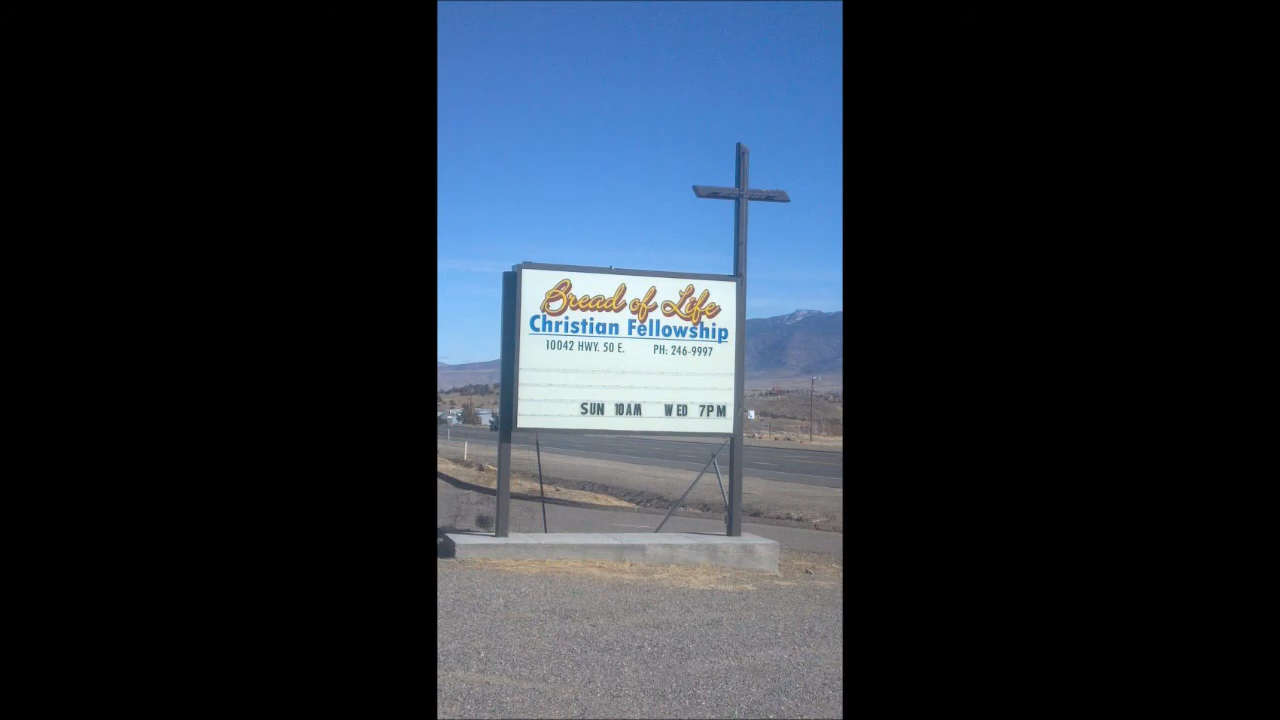 Bread of Life
Christian Fellowship
10042 HWY. 50 E. PH: 246-9997
SUN 10AM WED 7PM